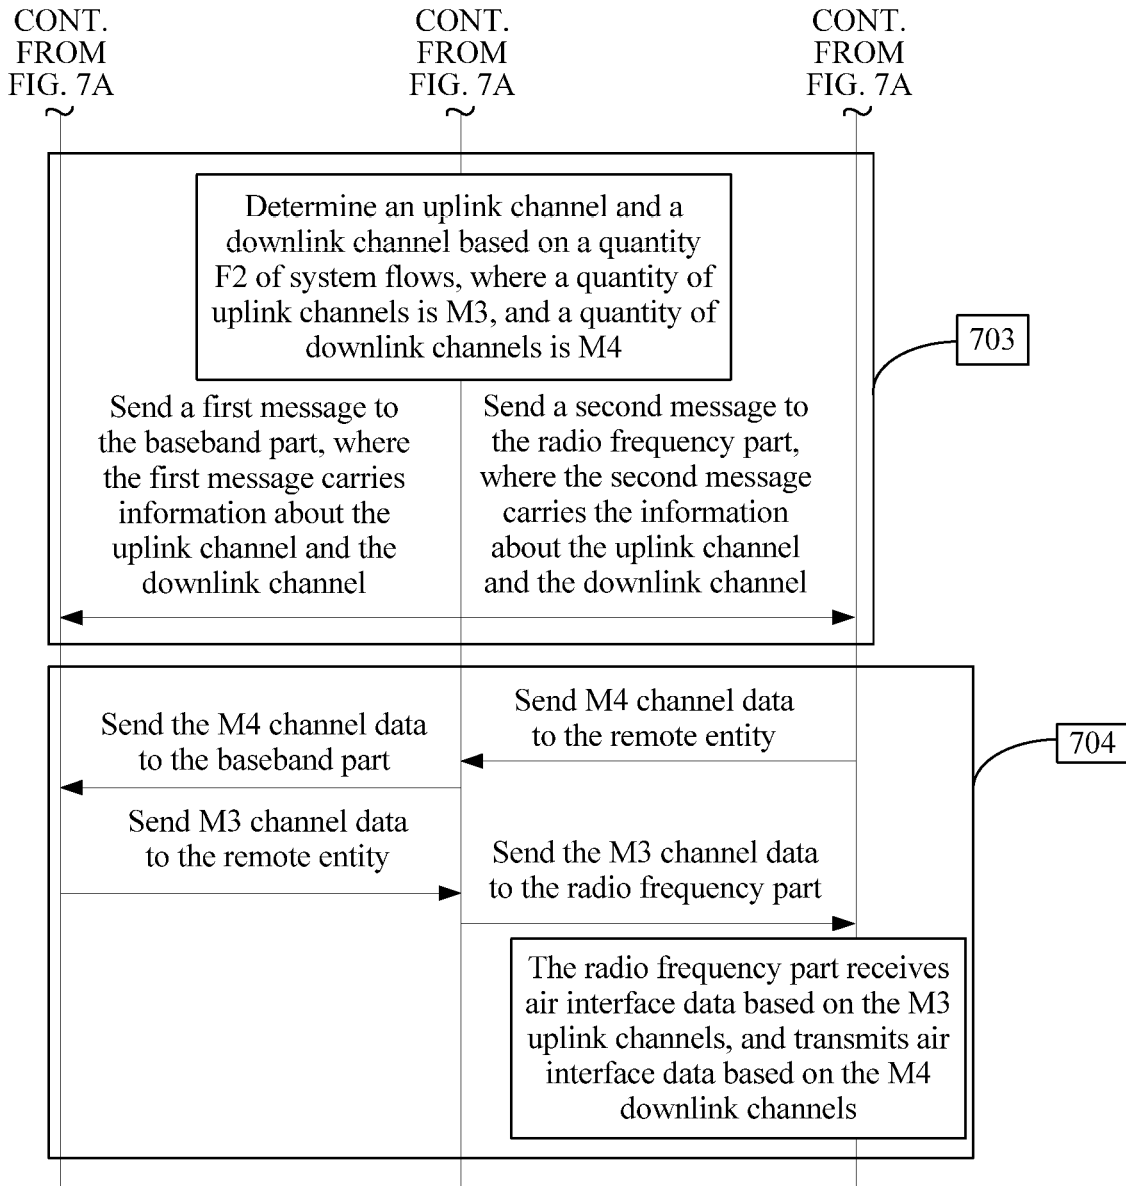 CONT.
FROM
FIG. 7A
CONT.
FROM
FIG. 7A
CONT.
FROM
FIG. 7A
Determine an uplink channel and a
downlink channel based on a quantity
F2 of system flows, where a quantity of
uplink channels is M3, and a quantity of
downlink channels is M4
703
Send a first message to
the baseband part, where
the first message carries
information about the
uplink channel and the
downlink channel
Send a second message to
the radio frequency part,
where the second message
carries the information
about the uplink channel
and the downlink channel
Send M4 channel data
to the remote entity
Send the M4 channel data
to the baseband part
704
Send M3 channel data
to the remote entity
Send the M3 channel data
to the radio frequency part
The radio frequency part receives
air interface data based on the M3
uplink channels, and transmits air
interface data based on the M4
downlink channels